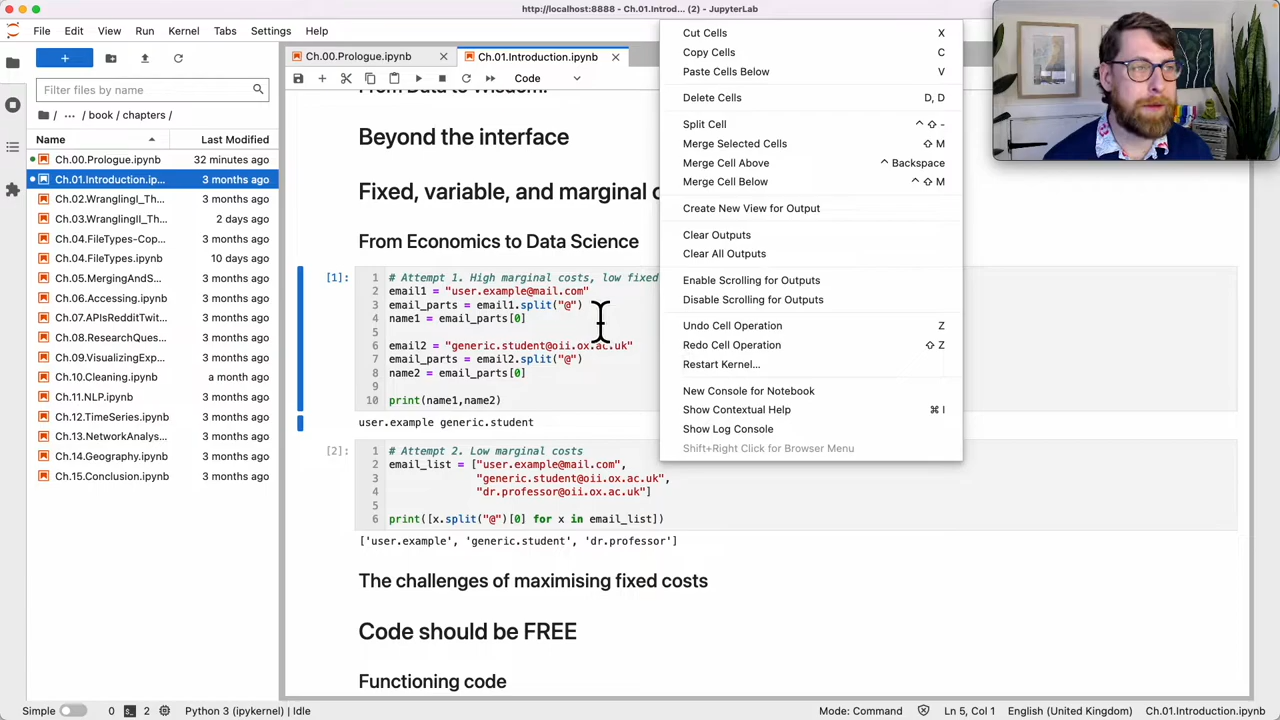 http://localhost:8888 - Ch.01.Introd... (2) - JupyterLab
File Edit View Run Kernel Tabs Settings Help
Ch.00.Prologue.ipynb
Ch.01.Introduction.ipynb
Code
Filter files by name
/ ... / book / chapters /
Name Last Modified
Ch.00.Prologue.ipynb 32 minutes ago
Ch.01.Introduction.ip... 3 months ago
Ch.02.WranglingI_Th... 3 months ago
Ch.03.WranglingII_Th... 2 days ago
Ch.04.FileTypes-Cop... 3 months ago
Ch.04.FileTypes.ipynb 10 days ago
Ch.05.MergingAndS... 3 months ago
Ch.06.Accessing.ipynb 3 months ago
Ch.07.APIsRedditTwit... 3 months ago
Ch.08.ResearchQues... 3 months ago
Ch.09.VisualizingExp... 3 months ago
Ch.10.Cleaning.ipynb a month ago
Ch.11.NLP.ipynb 3 months ago
Ch.12.TimeSeries.ipynb 3 months ago
Ch.13.NetworkAnalys... 3 months ago
Ch.14.Geography.ipynb 3 months ago
Ch.15.Conclusion.ipynb 3 months ago
From Data to Wisdom.
Beyond the interface
Fixed, variable, and marginal c
From Economics to Data Science
[1]:
1 # Attempt 1. High marginal costs, low fixed
2 email1 = "user.example@mail.com"
3 email_parts = email1.split("@")
4 name1 = email_parts[0]
5
6 email2 = "generic.student@oii.ox.ac.uk"
7 email_parts = email2.split("@")
8 name2 = email_parts[0]
9
10 print(name1,name2)
user.example generic.student
[2]:
1 # Attempt 2. Low marginal costs
2 email_list = ["user.example@mail.com",
3 "generic.student@oii.ox.ac.uk",
4 "dr.professor@oii.ox.ac.uk"]
5
6 print([x.split("@")[0] for x in email_list])
['user.example', 'generic.student', 'dr.professor']
The challenges of maximising fixed costs
Code should be FREE
Functioning code
Cut Cells X
Copy Cells C
Paste Cells Below V
Delete Cells D, D
Split Cell ⌃ ⇧ -
Merge Selected Cells ⇧ M
Merge Cell Above ⌃ Backspace
Merge Cell Below ⌃ ⇧ M
Create New View for Output
Clear Outputs
Clear All Outputs
Enable Scrolling for Outputs
Disable Scrolling for Outputs
Undo Cell Operation Z
Redo Cell Operation ⇧ Z
Restart Kernel...
New Console for Notebook
Show Contextual Help ⌘ I
Show Log Console
Shift+Right Click for Browser Menu
Simple 0 2 Python 3 (ipykernel) | Idle Mode: Command Ln 5, Col 1 English (United Kingdom) Ch.01.Introduction.ipynb